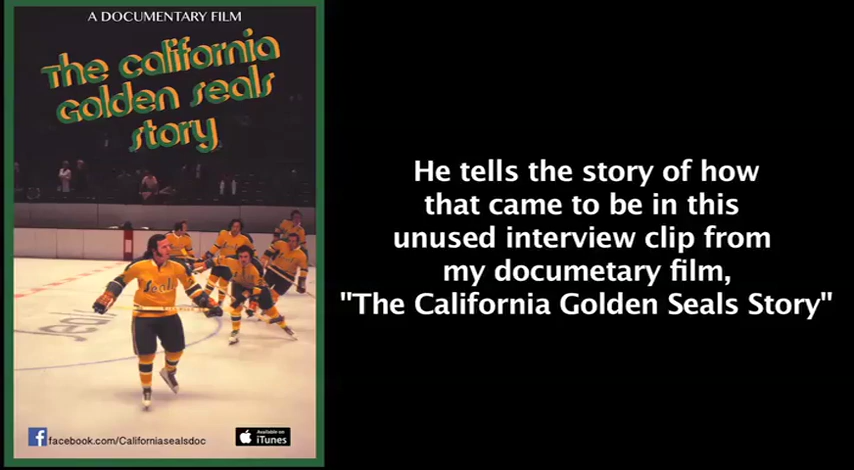 A DOCUMENTARY FILM
The california
Golden seals
story
He tells the story of how
that came to be in this
unused interview clip from
my documetary film,
"The California Golden Seals Story"
Seals
facebook.com/Californiasealsdoc
Available on
iTunes